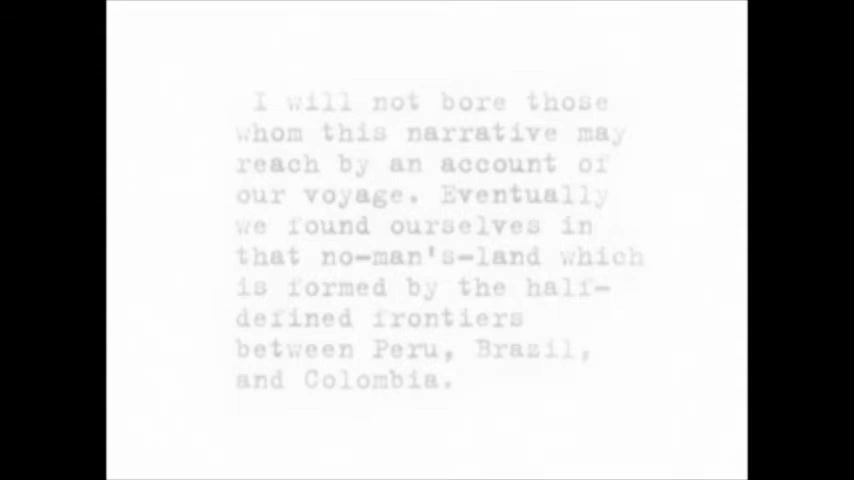 I will not bore those
whom this narrative may
reach by an account of
our voyage. Eventually
we found ourselves in
that no-man's-land which
is formed by the half-
defined frontiers
between Peru, Brazil,
and Colombia.